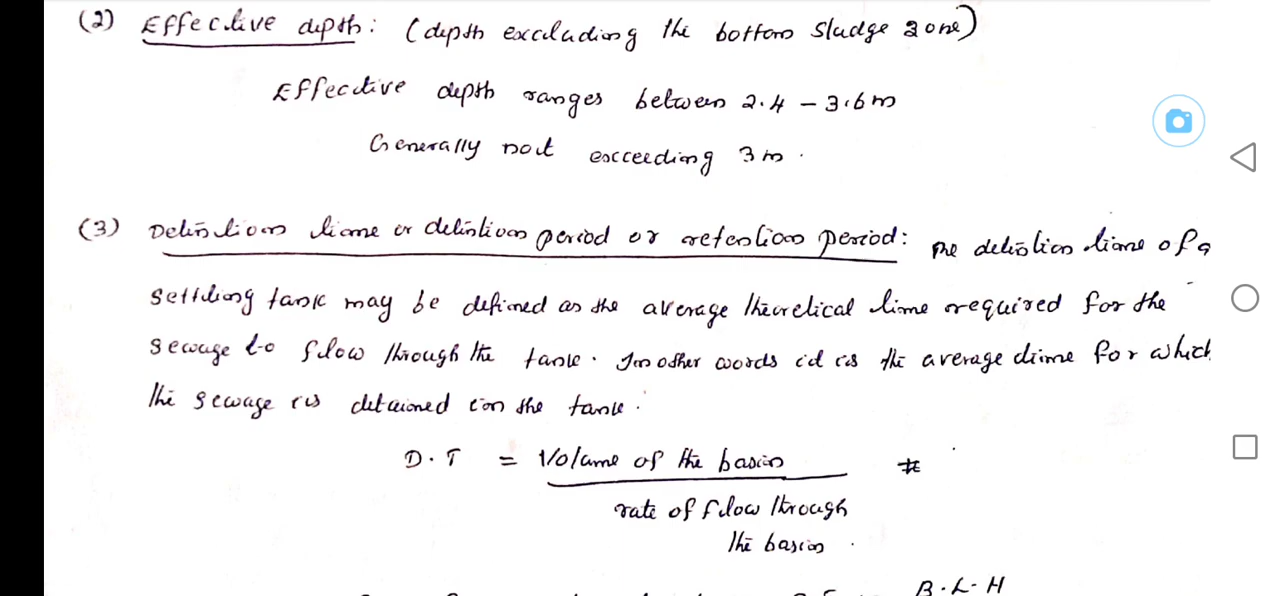 (2) Effective depth: (depth excluding the bottom sludge zone)
Effective depth ranges between 2.4 – 3.6m
Generally not exceeding 3m.
(3) Detention time or detention period or retention period: The detention time of a
settling tank may be defined as the average theoretical time required for the
sewage to flow through the tank. In other words it is the average time for which
the sewage is detained in the tank.
D.T = Volume of the basin #
rate of flow through
the basin.
B.L.H